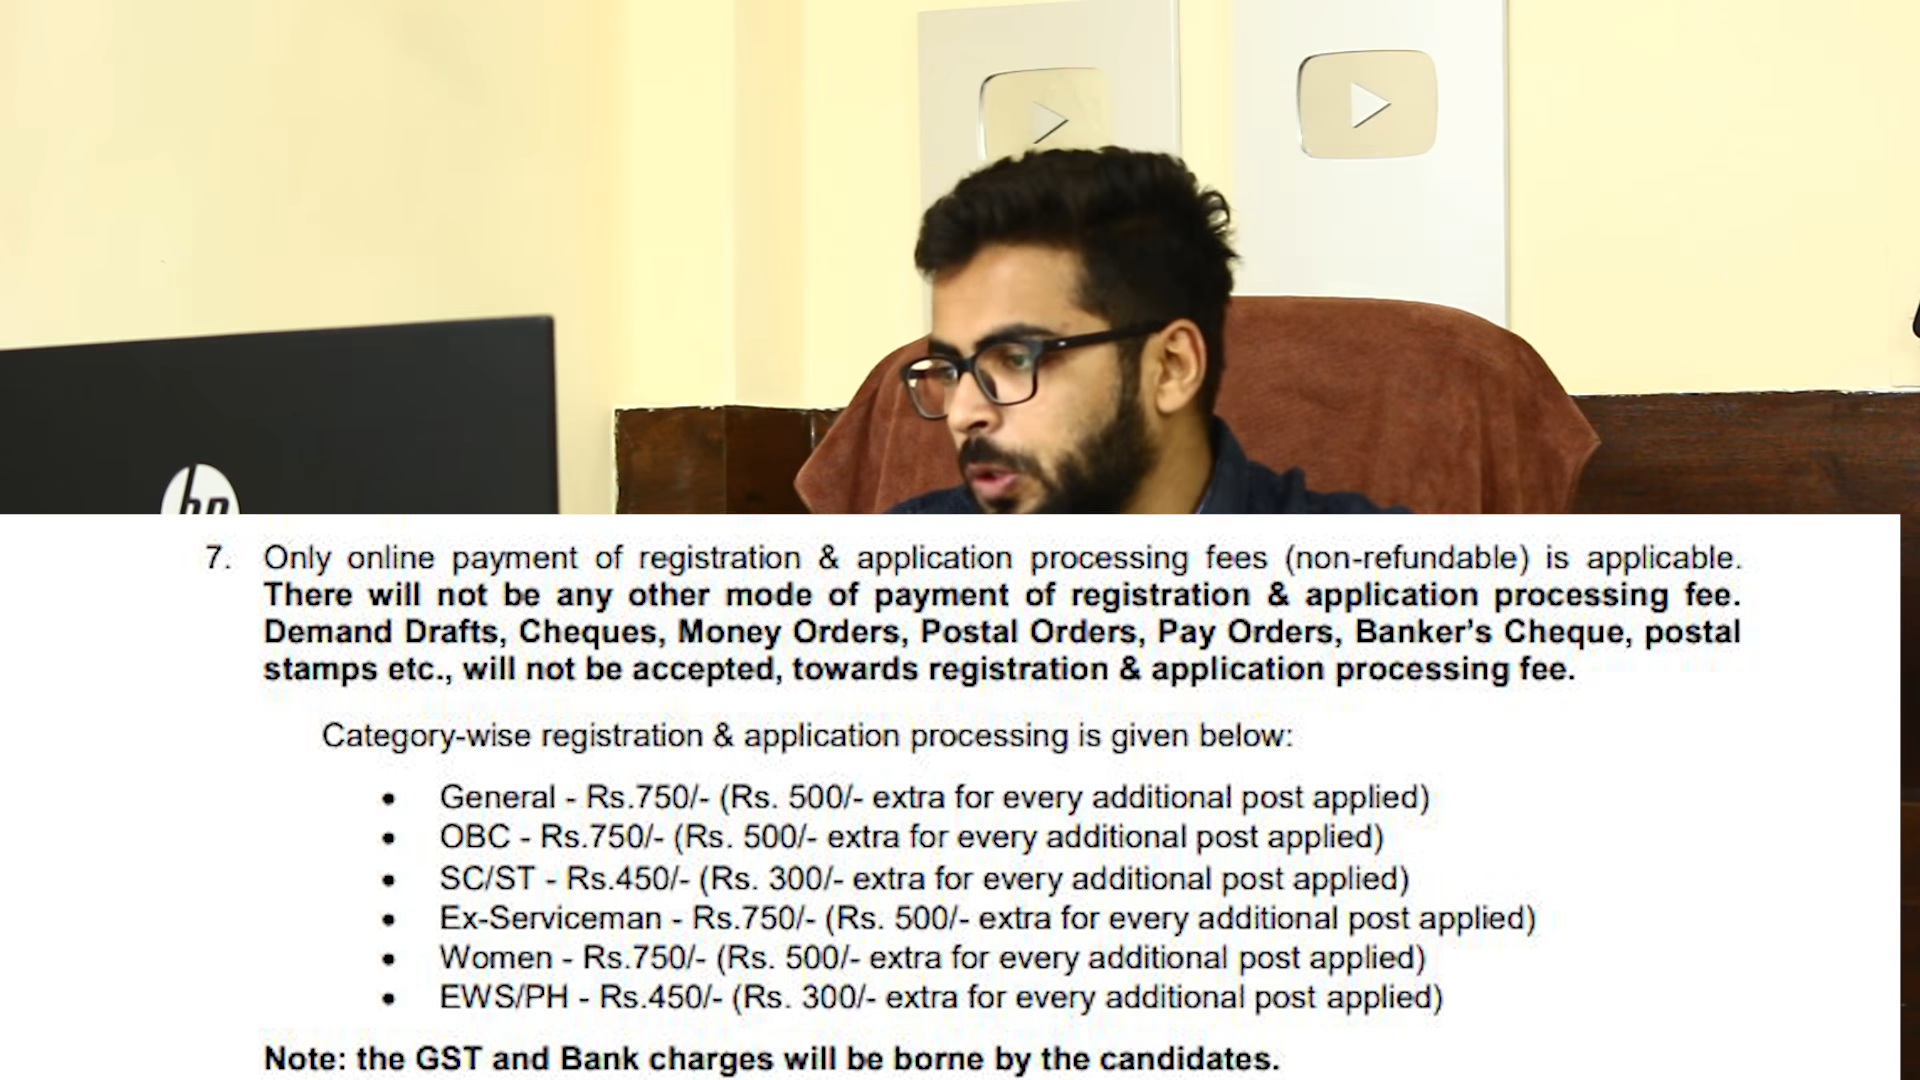 hp
7. Only online payment of registration & application processing fees (non-refundable) is applicable.
There will not be any other mode of payment of registration & application processing fee.
Demand Drafts, Cheques, Money Orders, Postal Orders, Pay Orders, Banker's Cheque, postal
stamps etc., will not be accepted, towards registration & application processing fee.
Category-wise registration & application processing is given below:
• General - Rs.750/- (Rs. 500/- extra for every additional post applied)
• OBC - Rs.750/- (Rs. 500/- extra for every additional post applied)
• SC/ST - Rs.450/- (Rs. 300/- extra for every additional post applied)
• Ex-Serviceman - Rs.750/- (Rs. 500/- extra for every additional post applied)
• Women - Rs.750/- (Rs. 500/- extra for every additional post applied)
• EWS/PH - Rs.450/- (Rs. 300/- extra for every additional post applied)
Note: the GST and Bank charges will be borne by the candidates.